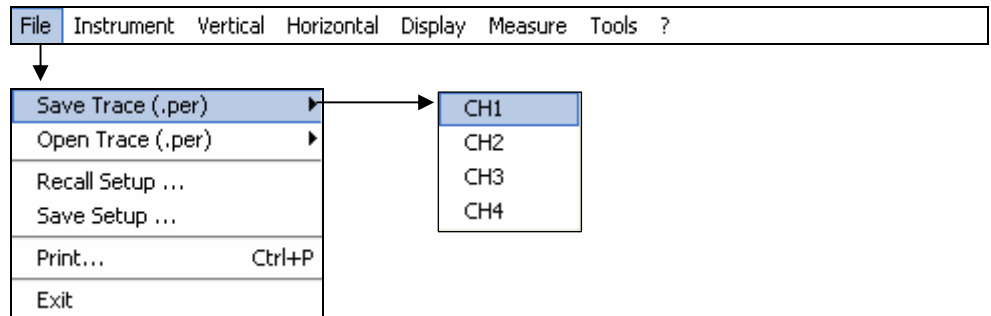 File Instrument Vertical Horizontal Display Measure Tools ?
Save Trace (.per)
Open Trace (.per)
Recall Setup ...
Save Setup ...
Print... Ctrl+P
Exit
CH1
CH2
CH3
CH4